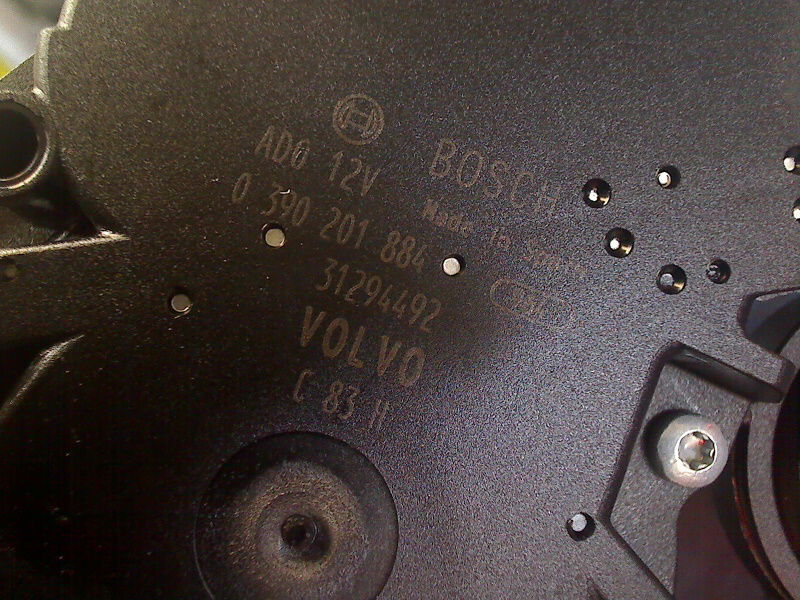 BOSCH
ADG 12V
Made in Spain
0 390 201 884
31294492
VOLVO
C 83 II